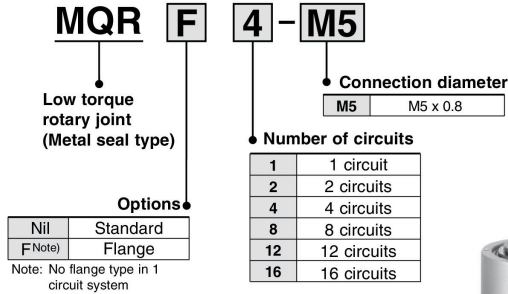 MQR F 4 – M5
Connection diameter
M5 M5 x 0.8
Low torque
rotary joint
(Metal seal type)
Number of circuits
1 1 circuit
2 2 circuits
4 4 circuits
8 8 circuits
12 12 circuits
16 16 circuits
Options
Nil Standard
F Note) Flange
Note: No flange type in 1
circuit system